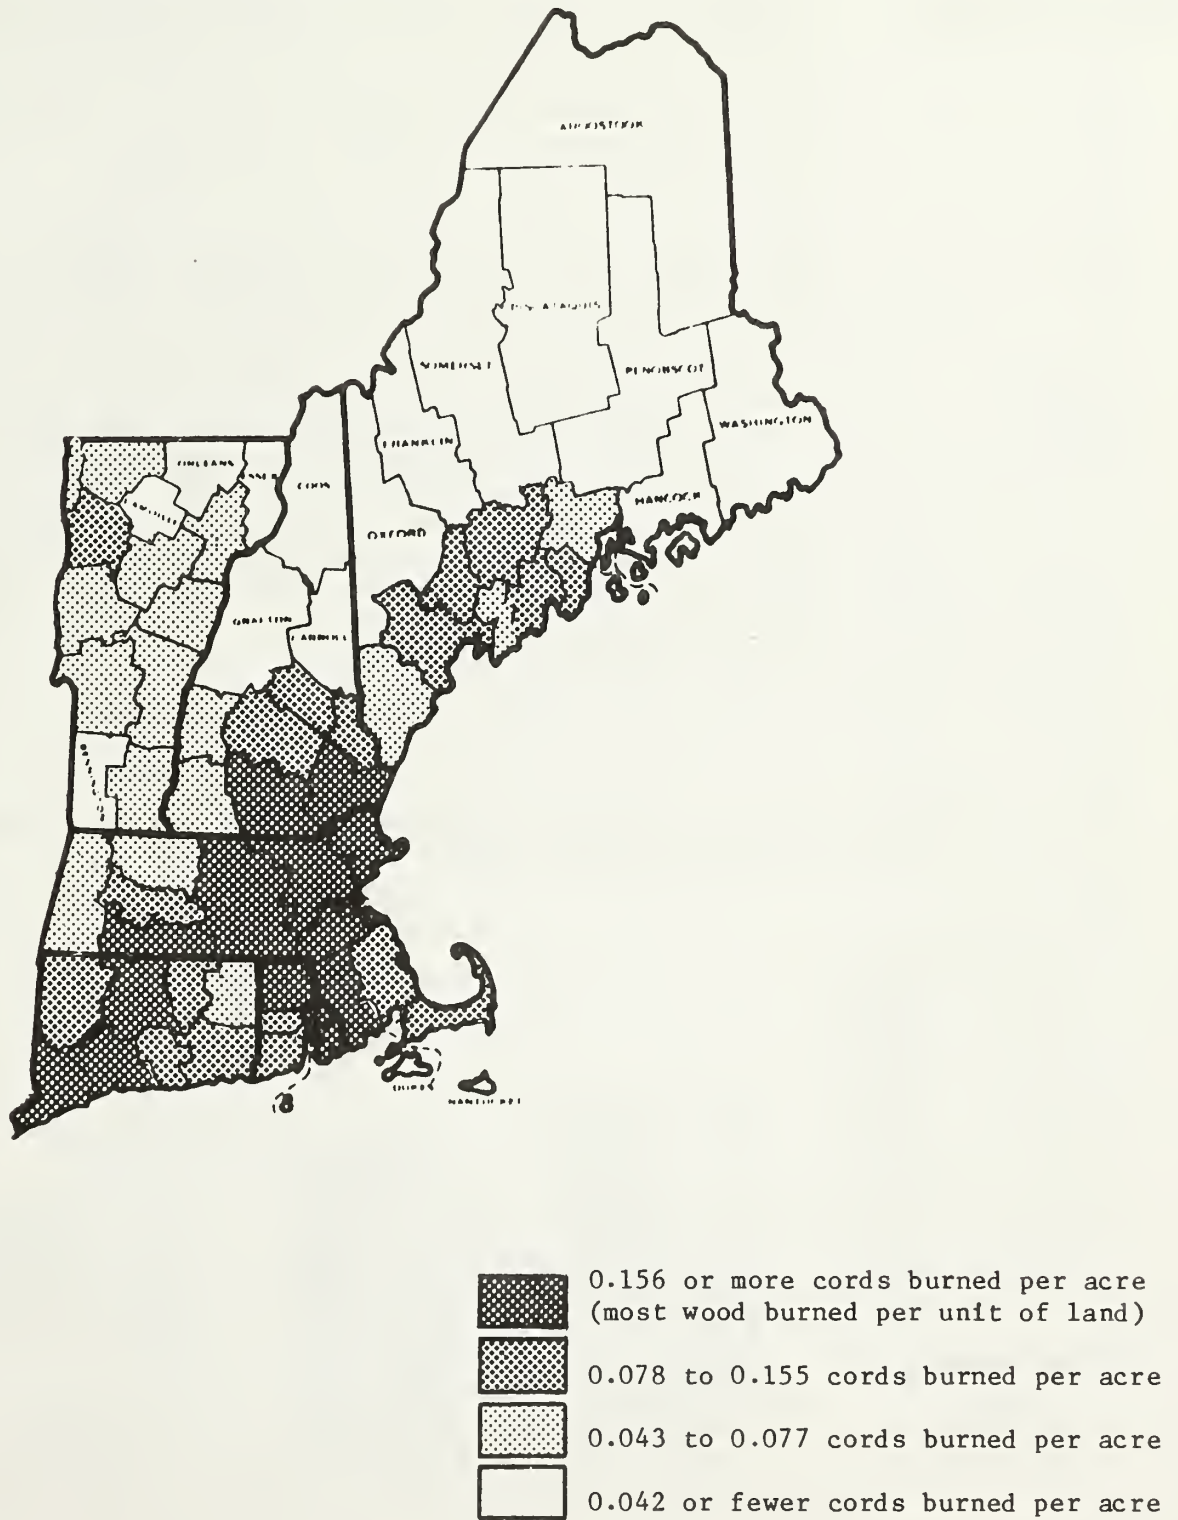 AROOSTOOK
PISCATAQUIS
SOMERSET
PENOBSCOT
WASHINGTON
FRANKLIN
ORLEANS
ESSEX
COOS
HANCOCK
LAMOILLE
OXFORD
GRAFTON
CARROLL
DUKES
NANTUCKET
0.156 or more cords burned per acre
(most wood burned per unit of land)
0.078 to 0.155 cords burned per acre
0.043 to 0.077 cords burned per acre
0.042 or fewer cords burned per acre